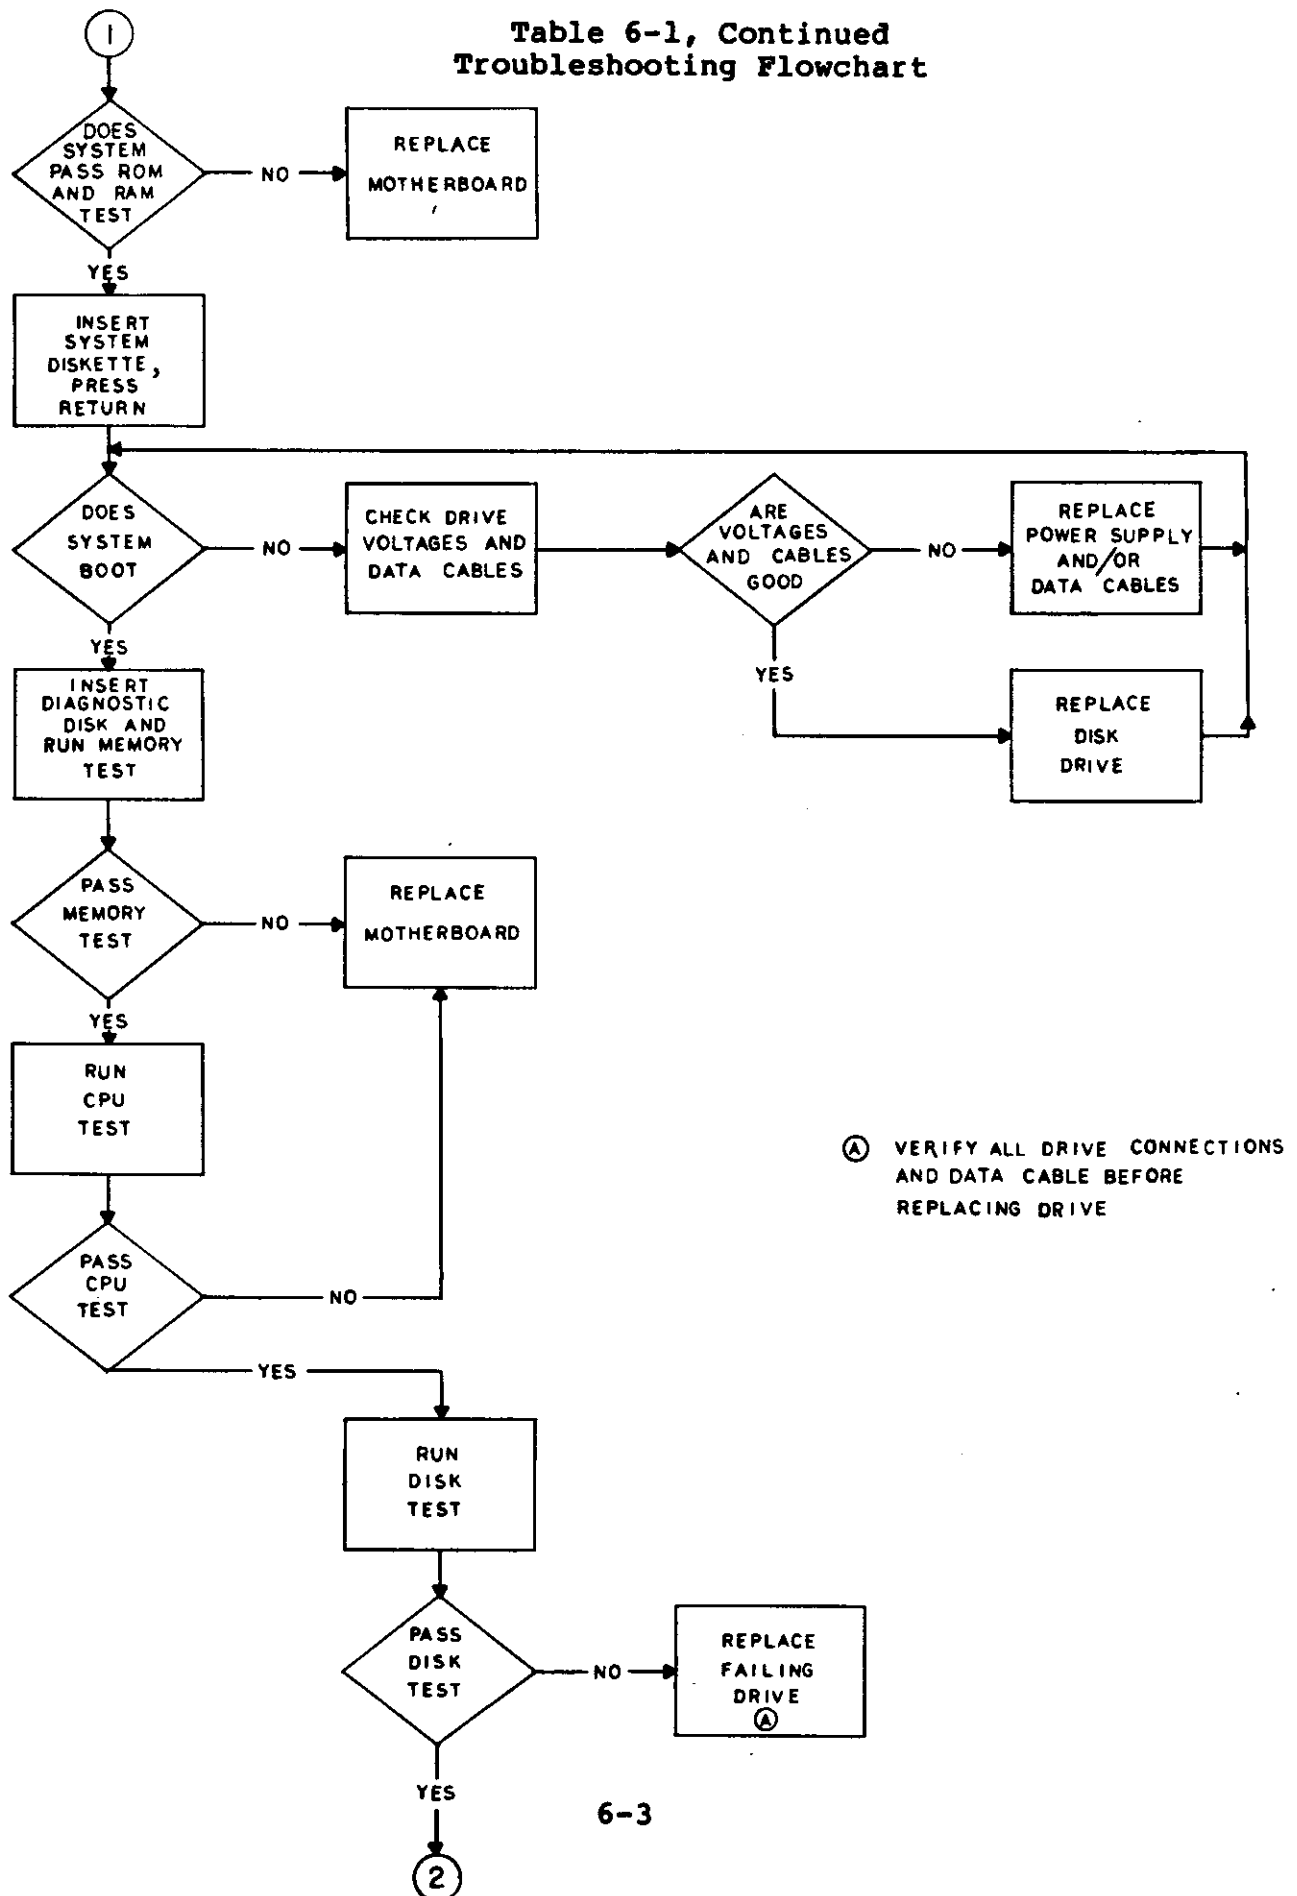 1
Table 6-1, Continued
Troubleshooting Flowchart
DOES
SYSTEM
PASS ROM
AND RAM
TEST
NO
REPLACE
MOTHERBOARD
YES
INSERT
SYSTEM
DISKETTE,
PRESS
RETURN
DOES
SYSTEM
BOOT
NO
CHECK DRIVE
VOLTAGES AND
DATA CABLES
ARE
VOLTAGES
AND CABLES
GOOD
NO
REPLACE
POWER SUPPLY
AND/OR
DATA CABLES
YES
REPLACE
DISK
DRIVE
YES
INSERT
DIAGNOSTIC
DISK AND
RUN MEMORY
TEST
PASS
MEMORY
TEST
NO
REPLACE
MOTHERBOARD
YES
RUN
CPU
TEST
A VERIFY ALL DRIVE CONNECTIONS
AND DATA CABLE BEFORE
REPLACING DRIVE
PASS
CPU
TEST
NO
YES
RUN
DISK
TEST
PASS
DISK
TEST
NO
REPLACE
FAILING
DRIVE
A
YES
6-3
2